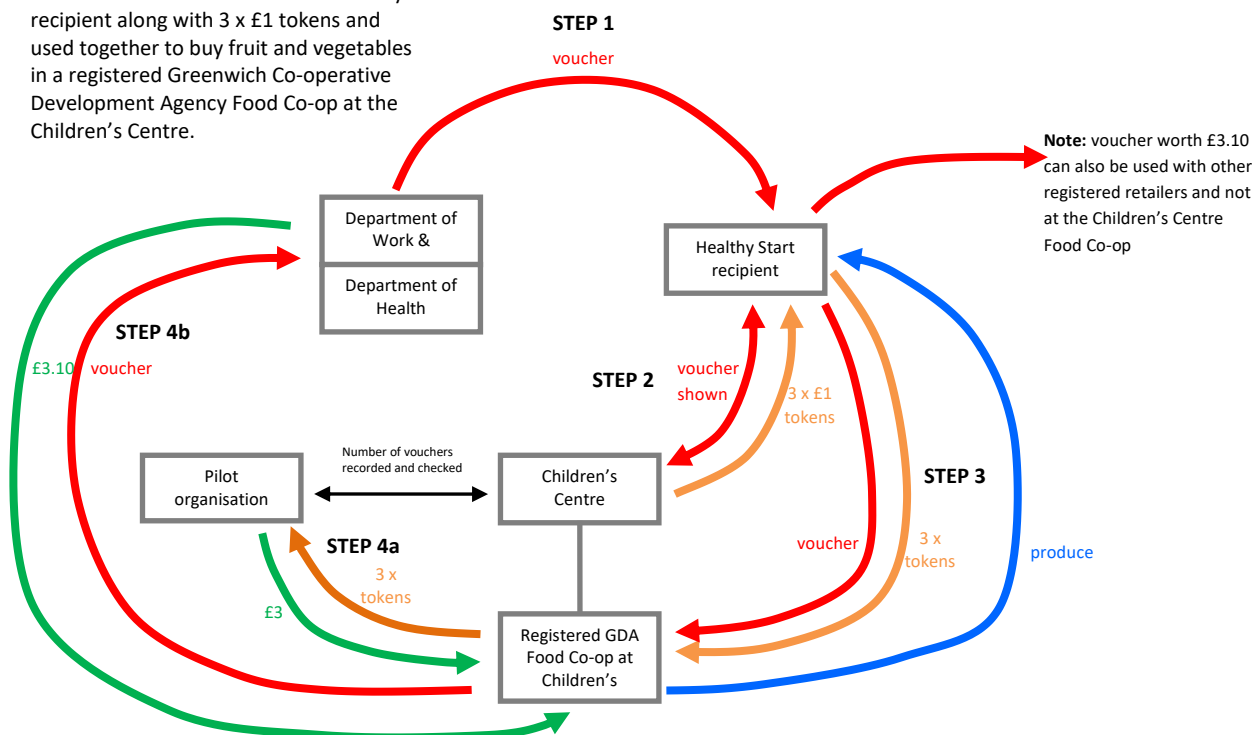 recipient along with 3 x £1 tokens and
used together to buy fruit and vegetables
in a registered Greenwich Co-operative
Development Agency Food Co-op at the
Children’s Centre.
STEP 1
voucher
Note: voucher worth £3.10
can also be used with other
registered retailers and not
at the Children’s Centre
Food Co-op
Department of
Work &
Department of
Health
Healthy Start
recipient
STEP 4b
£3.10
voucher
STEP 2
voucher
shown
3 x £1
tokens
Number of vouchers
recorded and checked
Pilot
organisation
Children’s
Centre
STEP 3
STEP 4a
3 x
tokens
£3
voucher
3 x
tokens
produce
Registered GDA
Food Co-op at
Children’s